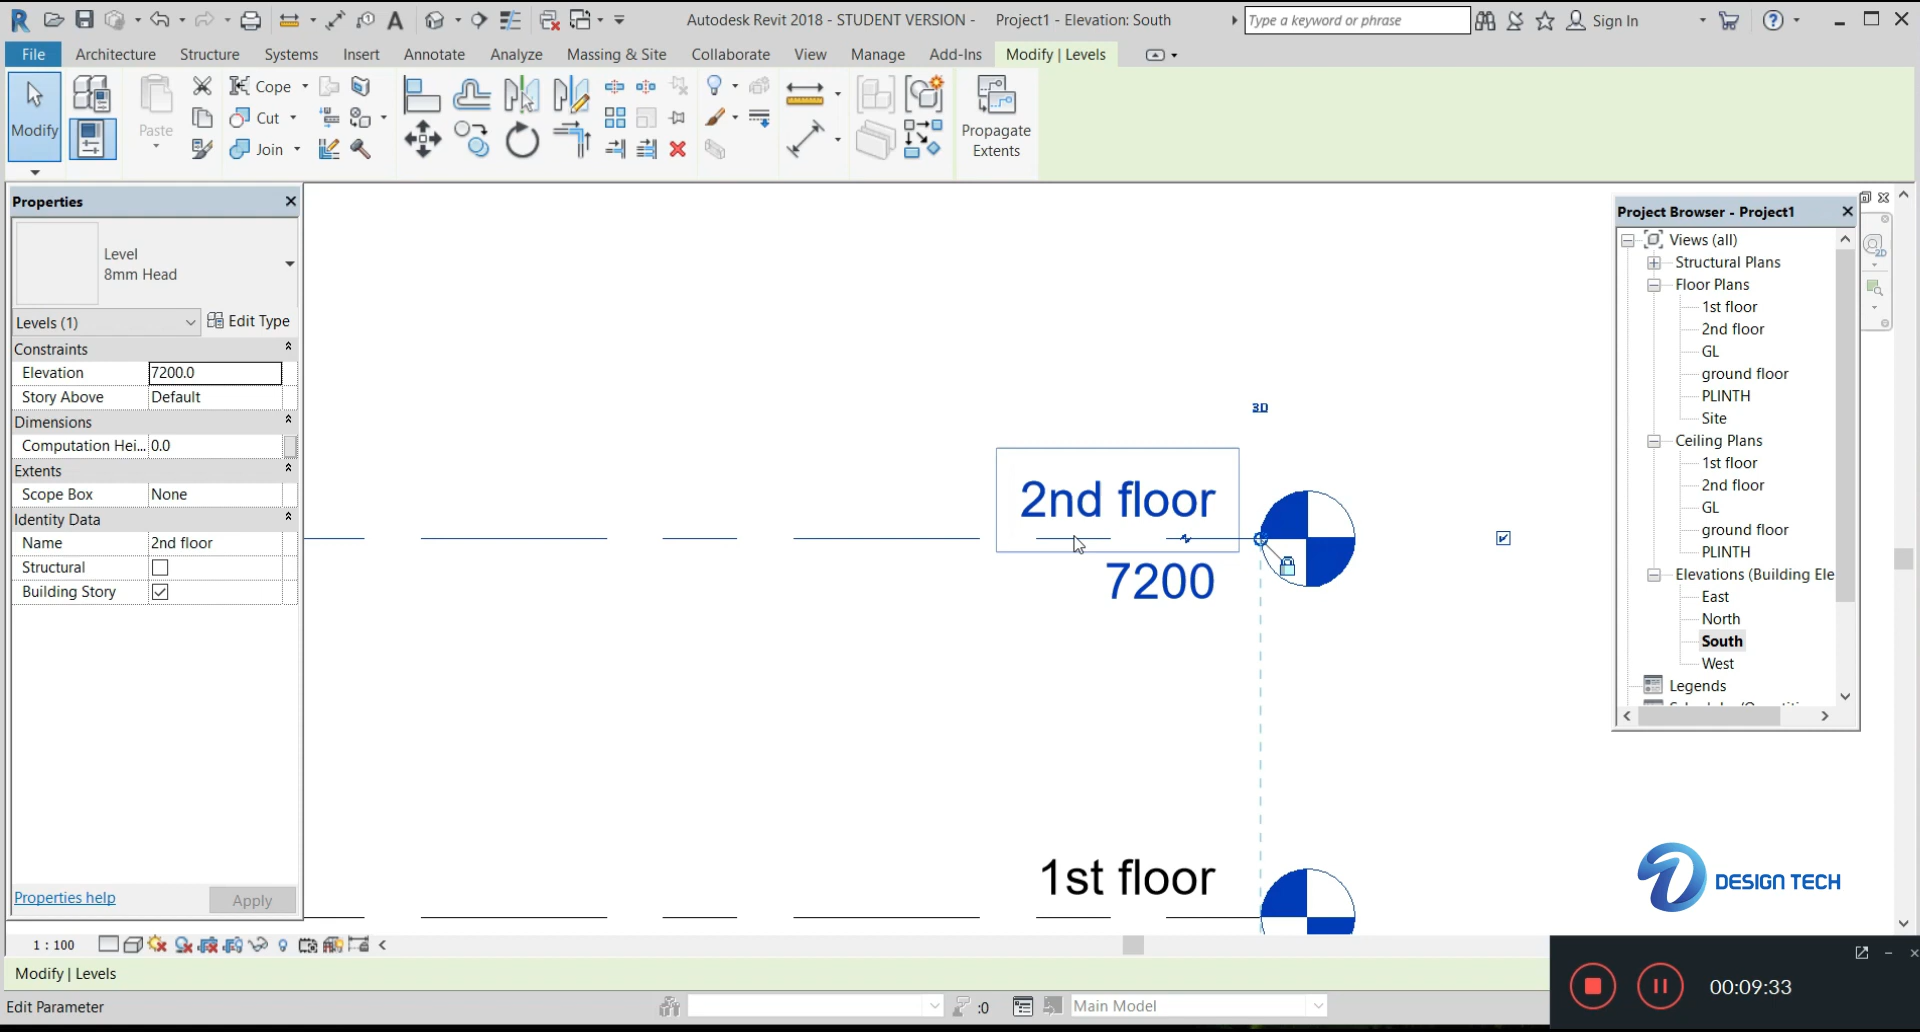 Autodesk Revit 2018 - STUDENT VERSION - Project1 - Elevation: South
Type a keyword or phrase
Sign In
File Architecture Structure Systems Insert Annotate Analyze Massing & Site Collaborate View Manage Add-Ins Modify | Levels
Modify
Paste
Cope
Cut
Join
Propagate
Extents
Properties
Level
8mm Head
Levels (1)
Edit Type
Constraints
Elevation 7200.0
Story Above Default
Dimensions
Computation Hei... 0.0
Extents
Scope Box None
Identity Data
Name 2nd floor
Structural
Building Story
Properties help
Apply
3D
2nd floor
7200
1st floor
Project Browser - Project1
Views (all)
Structural Plans
Floor Plans
1st floor
2nd floor
GL
ground floor
PLINTH
Site
Ceiling Plans
1st floor
2nd floor
GL
ground floor
PLINTH
Elevations (Building Ele
East
North
South
West
Legends
2D
DESIGN TECH
1 : 100
Modify | Levels
Edit Parameter
:0
Main Model
00:09:33